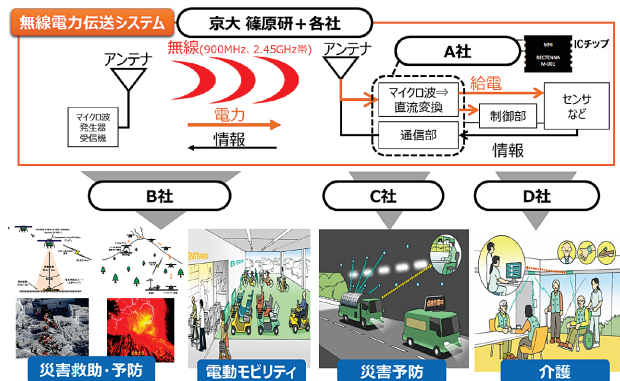 無線電力伝送システム
京大 篠原研+各社
アンテナ
無線(900MHz、2.45GHz帯)
アンテナ
A社
MHI
RECTENNA
M-001
ICチップ
マイクロ波
発生器
受信機
電力
情報
マイクロ波⇒
直流変換
通信部
給電
制御部
センサ
など
情報
B社
C社
D社
災害救助・予防
電動モビリティ
災害予防
介護